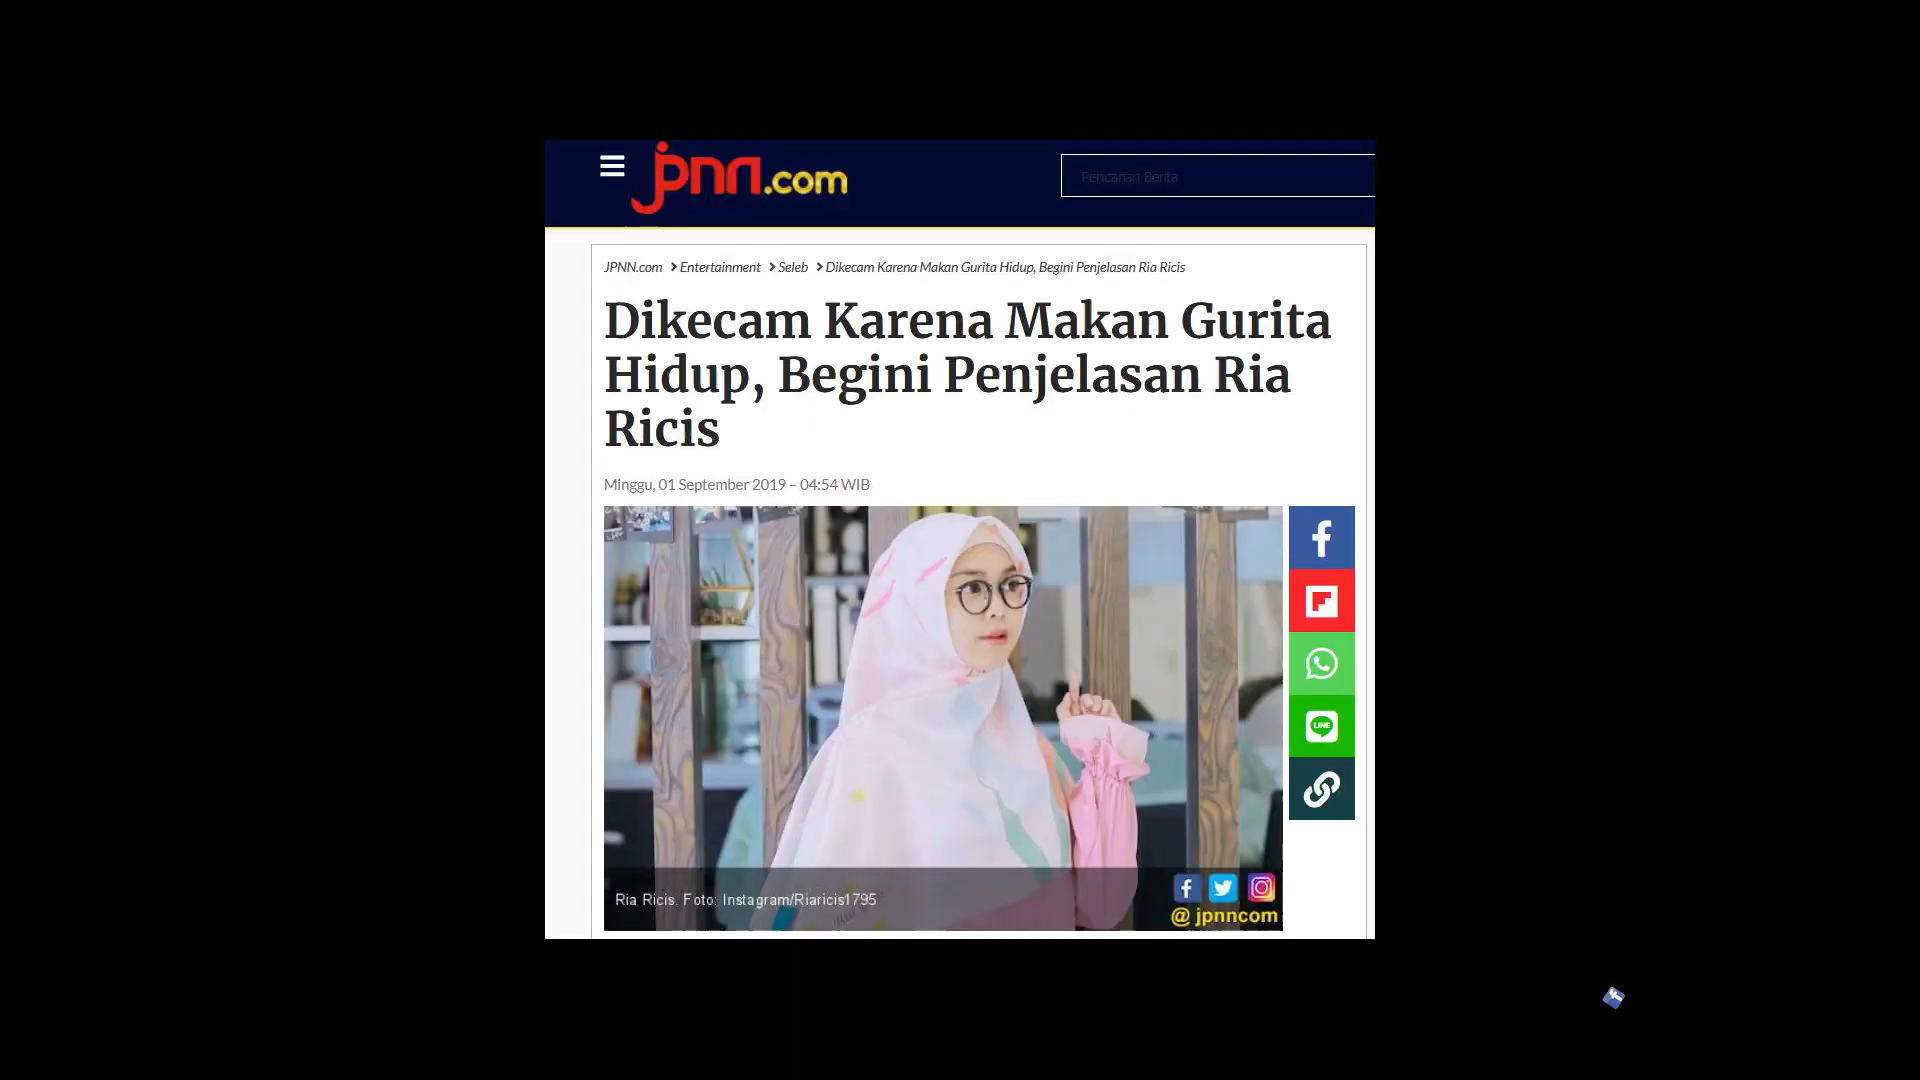 jpnn.com
Pencarian Berita
JPNN.com > Entertainment > Seleb > Dikecam Karena Makan Gurita Hidup, Begini Penjelasan Ria Ricis
Dikecam Karena Makan Gurita
Hidup, Begini Penjelasan Ria
Ricis
Minggu, 01 September 2019 – 04:54 WIB
LINE
Ria Ricis. Foto: Instagram/Riaricis1795
@ jpnncom